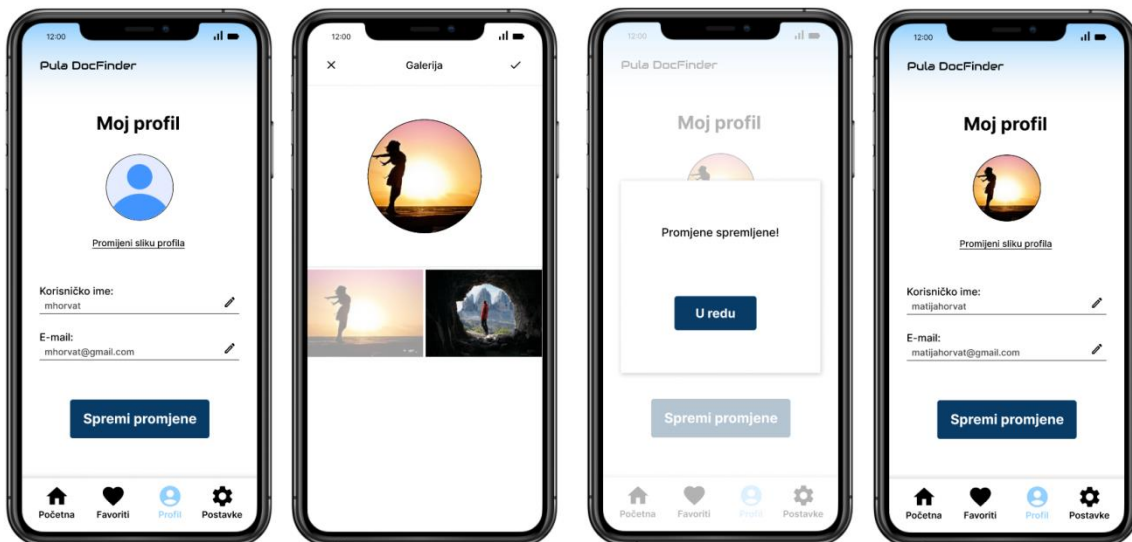 12:00
Pula DocFinder
Moj profil
Promijeni sliku profila
Korisničko ime:
mhorvat
E-mail:
mhorvat@gmail.com
Spremi promjene
Početna Favoriti Profil Postavke
12:00
Galerija
12:00
Pula DocFinder
Moj profil
Promjene spremljene!
U redu
Spremi promjene
Početna Favoriti Profil Postavke
12:00
Pula DocFinder
Moj profil
Promijeni sliku profila
Korisničko ime:
matijahorvat
E-mail:
matijahorvat@gmail.com
Spremi promjene
Početna Favoriti Profil Postavke